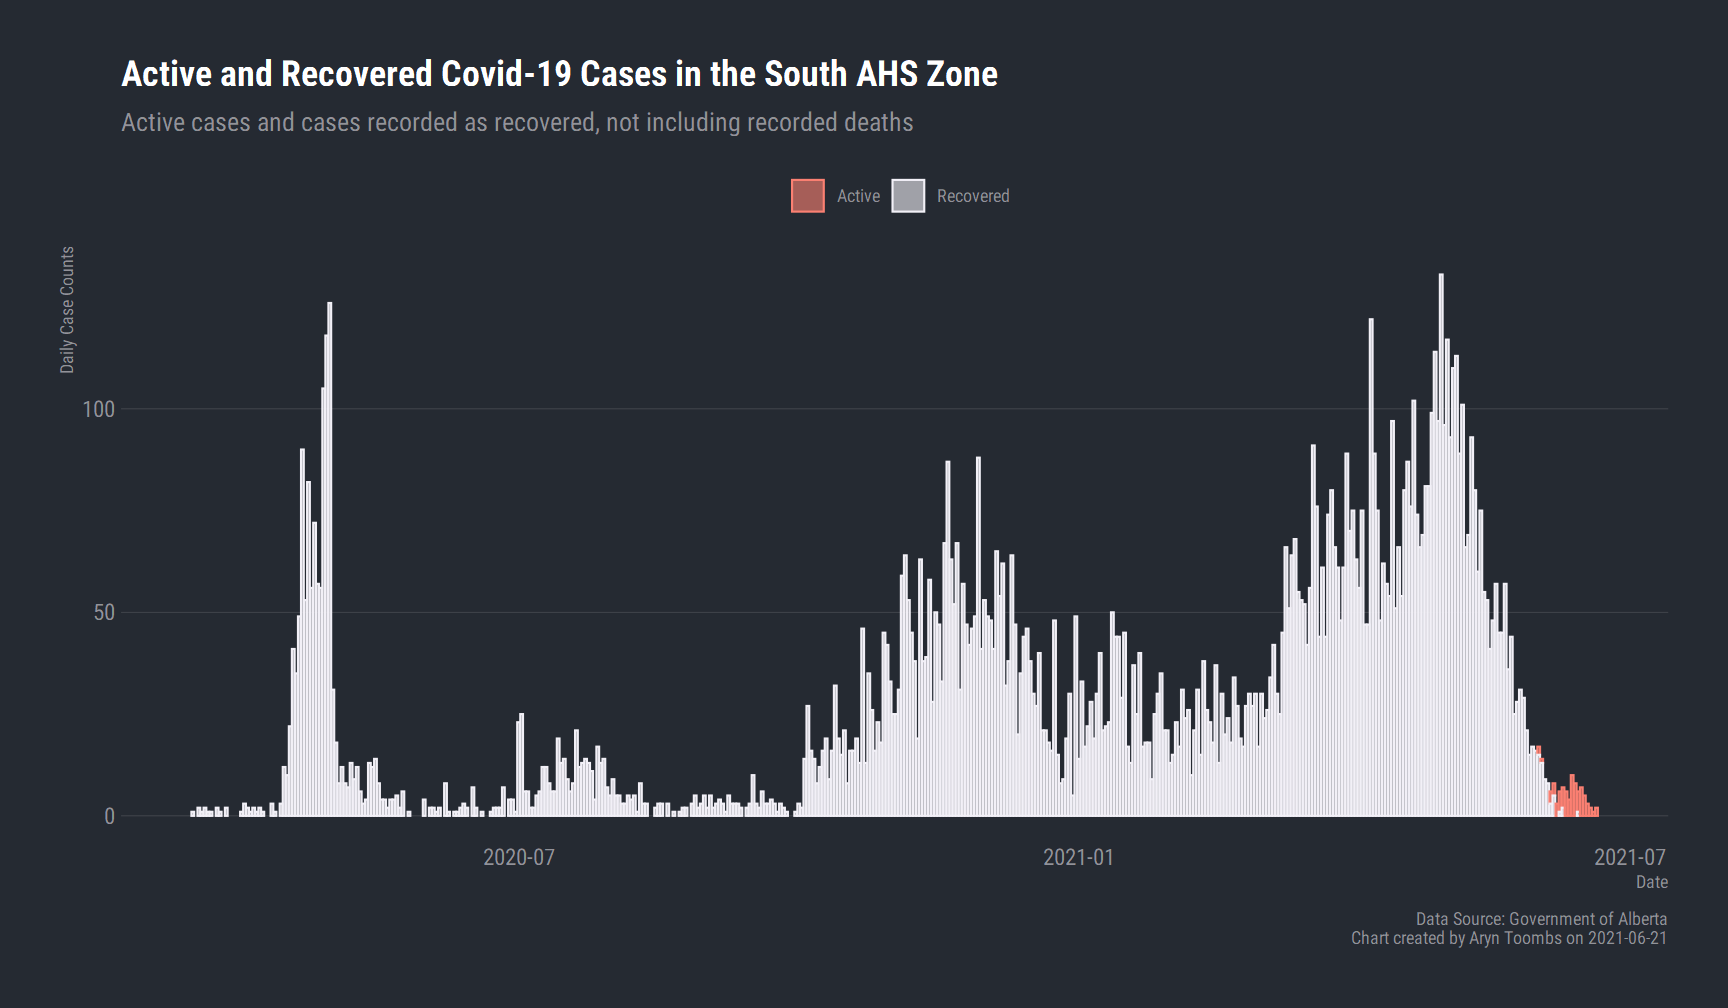 Active and Recovered Covid-19 Cases in the South AHS Zone
Active cases and cases recorded as recovered, not including recorded deaths
Active
Recovered
Daily Case Counts
100
50
0
2020-07
2021-01
2021-07
Date
Data Source: Government of Alberta
Chart created by Aryn Toombs on 2021-06-21